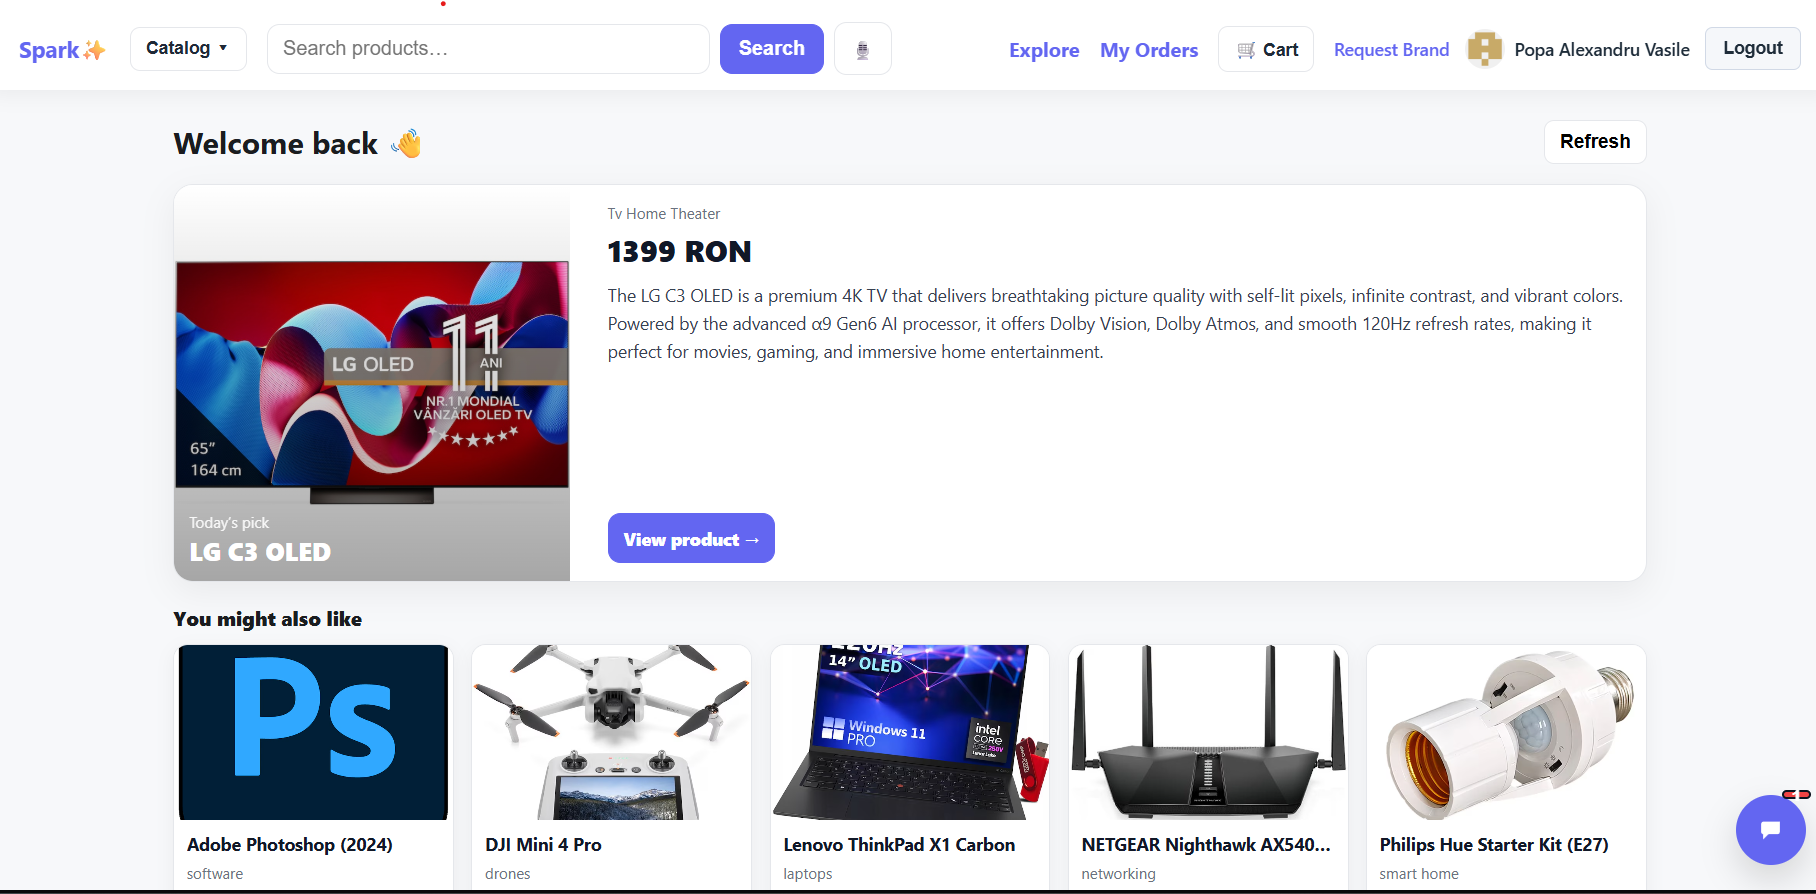 Spark✨
Catalog ▼
Search products…
Search
Explore
My Orders
🛒 Cart
Request Brand
Popa Alexandru Vasile
Logout
Welcome back 👋
Refresh
LG OLED
11
ANI
NR.1 MONDIAL
VÂNZĂRI OLED TV
65”
164 cm
Today's pick
LG C3 OLED
Tv Home Theater
1399 RON
The LG C3 OLED is a premium 4K TV that delivers breathtaking picture quality with self-lit pixels, infinite contrast, and vibrant colors.
Powered by the advanced α9 Gen6 AI processor, it offers Dolby Vision, Dolby Atmos, and smooth 120Hz refresh rates, making it
perfect for movies, gaming, and immersive home entertainment.
View product →
You might also like
Ps
Adobe Photoshop (2024)
software
DJI Mini 4 Pro
drones
14” OLED
Windows 11
PRO
intel
CORE
Lenovo ThinkPad X1 Carbon
laptops
NETGEAR Nighthawk AX540…
networking
Philips Hue Starter Kit (E27)
smart home